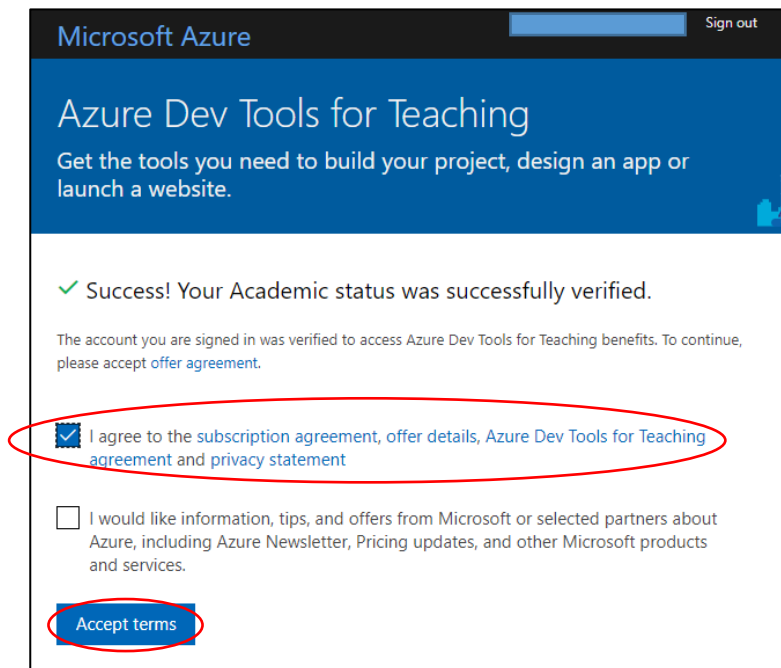 Microsoft Azure
Sign out
Azure Dev Tools for Teaching
Get the tools you need to build your project, design an app or
launch a website.
Success! Your Academic status was successfully verified.
The account you are signed in was verified to access Azure Dev Tools for Teaching benefits. To continue,
please accept offer agreement.
I agree to the subscription agreement, offer details, Azure Dev Tools for Teaching
agreement and privacy statement
I would like information, tips, and offers from Microsoft or selected partners about
Azure, including Azure Newsletter, Pricing updates, and other Microsoft products
and services.
Accept terms